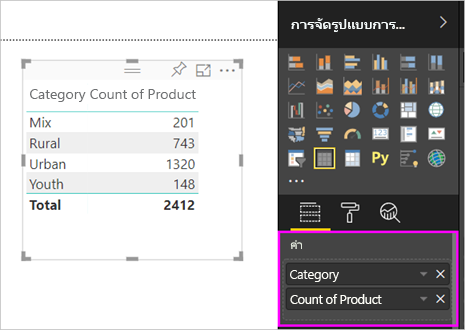 Category Count of Product
Mix 201
Rural 743
Urban 1320
Youth 148
Total 2412
การจัดรูปแบบการ...
123
R
Py
ค่า
Category
Count of Product